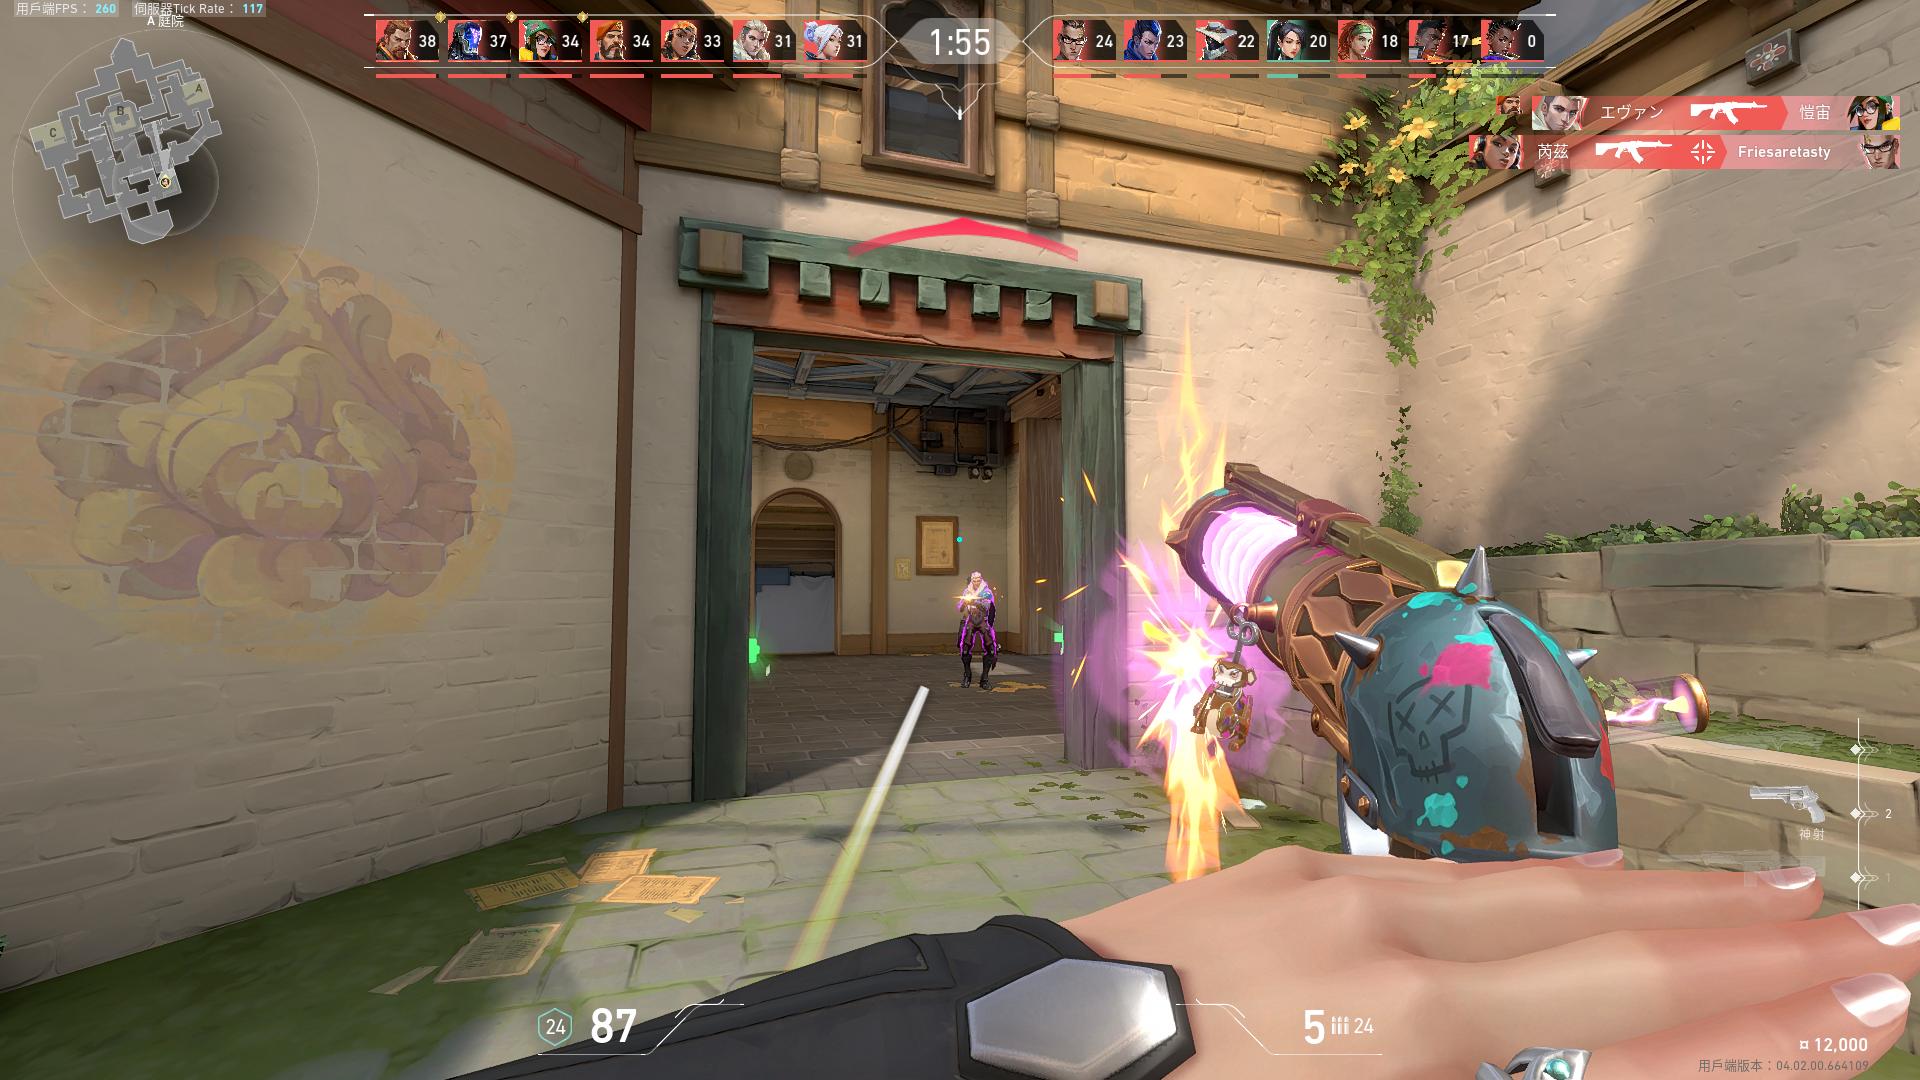 用戶端FPS： 260 伺服器Tick Rate： 117
A 庭院
38 37 34 34 33 31 31 1:55 24 23 22 20 18 17 0
A
B
C
エヴァン 愷宙
芮茲 Friesaretasty
2
神射
1
24 87 5 24
¤ 12,000
用戶端版本：04.02.00.664109